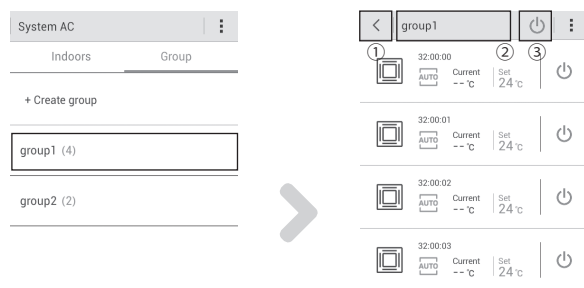 System AC
Indoors Group
+ Create group
group1 (4)
group2 (2)
group1
① ② ③
32:00:00
AUTO Current Set
-- °C 24 °C
32:00:01
AUTO Current Set
-- °C 24 °C
32:00:02
AUTO Current Set
-- °C 24 °C
32:00:03
AUTO Current Set
-- °C 24 °C